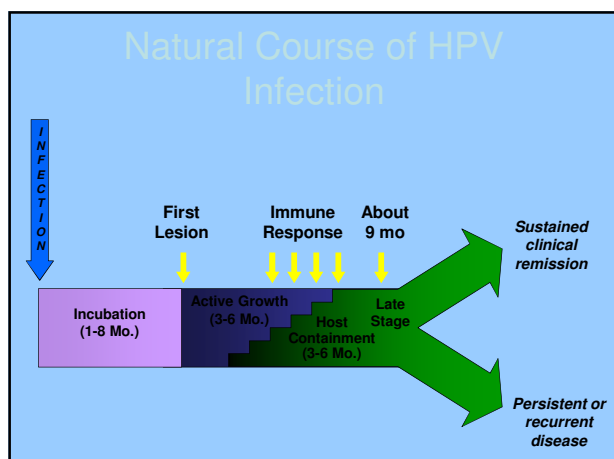 Natural Course of HPV
Infection
INFECTION
First
Lesion
Immune
Response
About
9 mo
Sustained
clinical
remission
Incubation
(1-8 Mo.)
Active Growth
(3-6 Mo.)
Host
Containment
(3-6 Mo.)
Late
Stage
Persistent or
recurrent
disease